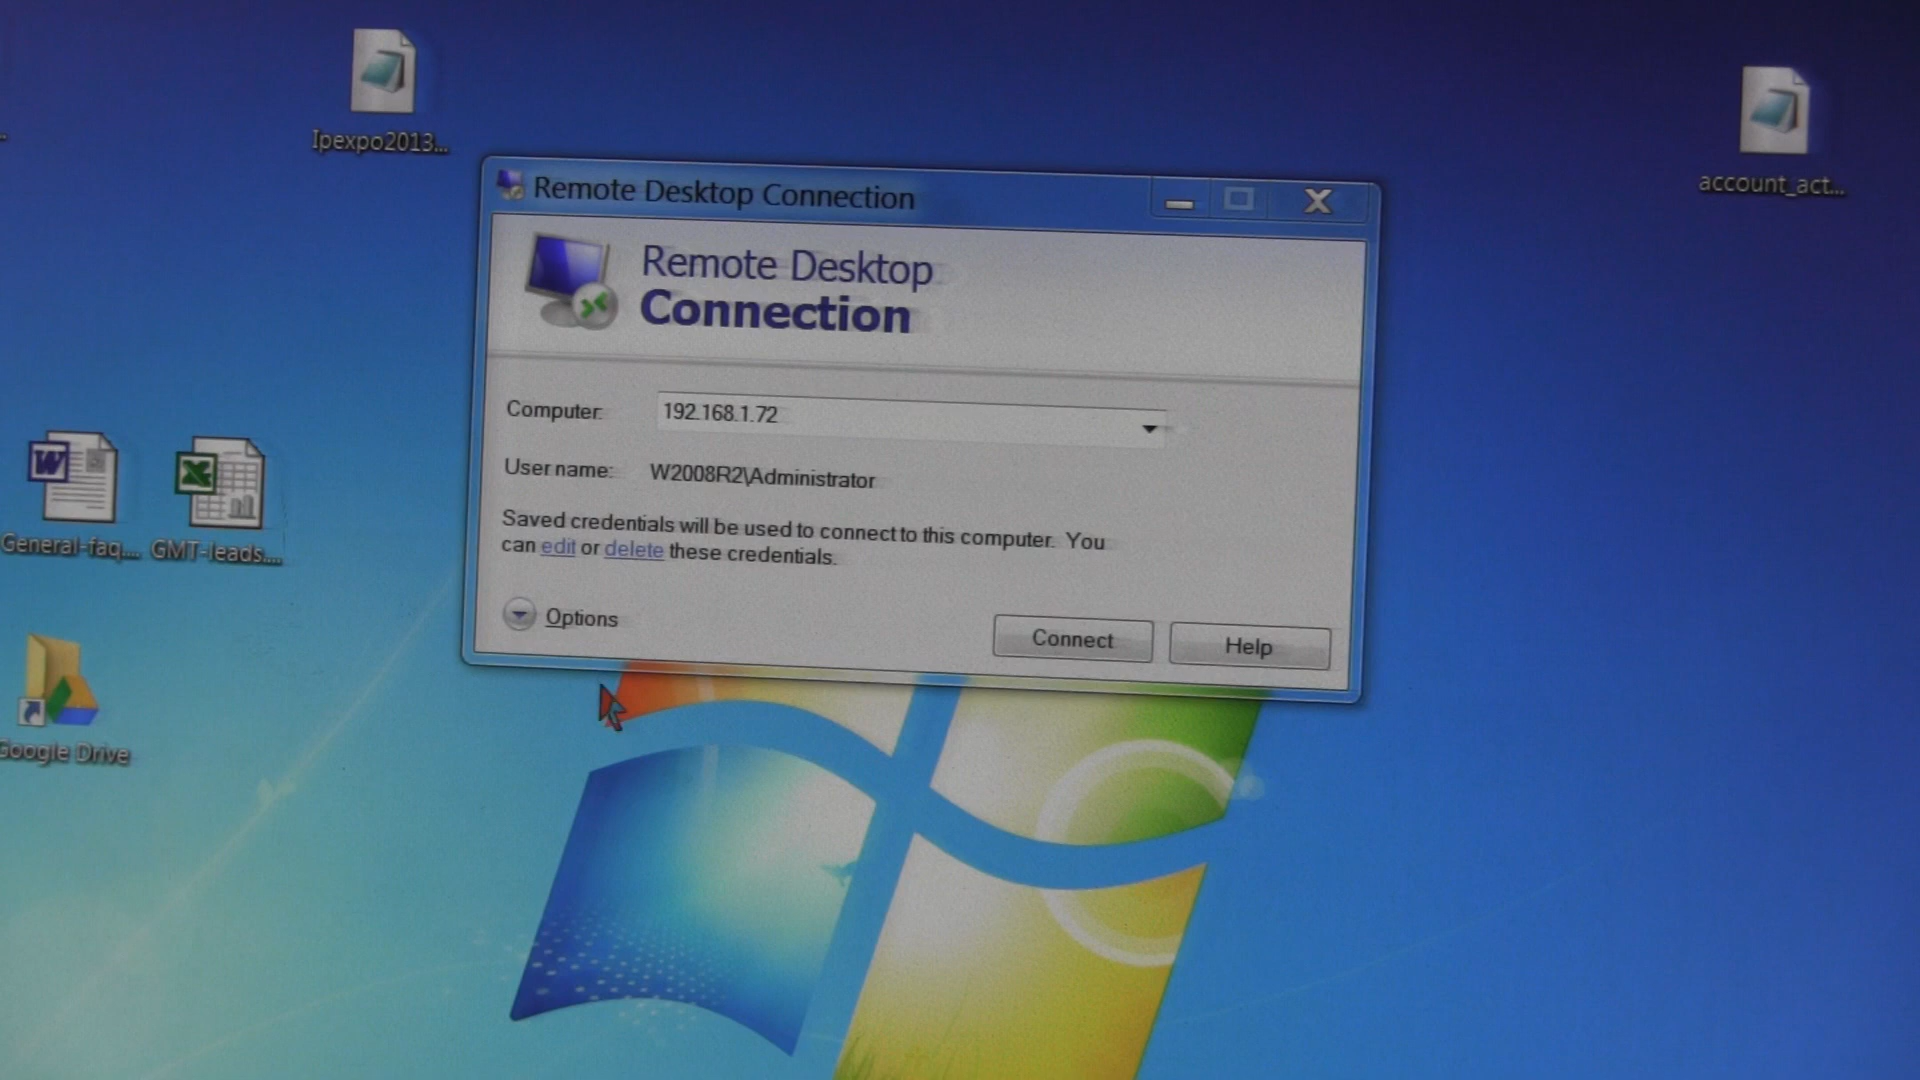 Ipexpo2013...
account_act...
Remote Desktop Connection
Remote Desktop
Connection
Computer:
192.168.1.72
User name:
W2008R2\Administrator
Saved credentials will be used to connect to this computer. You
can edit or delete these credentials.
Options
Connect
Help
General-faq....
GMT-leads....
Google Drive